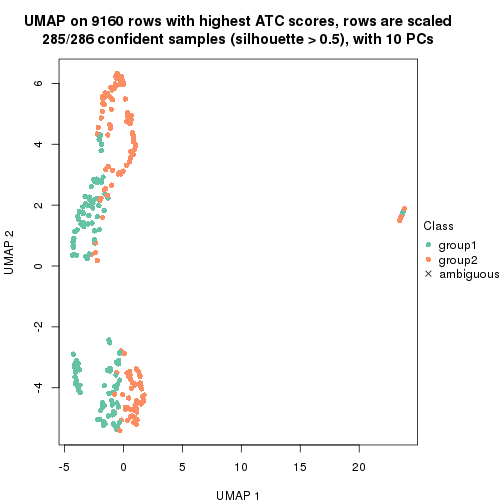 UMAP on 9160 rows with highest ATC scores, rows are scaled
285/286 confident samples (silhouette > 0.5), with 10 PCs
6
4
2
0
-2
-4
UMAP 2
-5
0
5
10
15
20
UMAP 1
Class
group1
group2
ambiguous